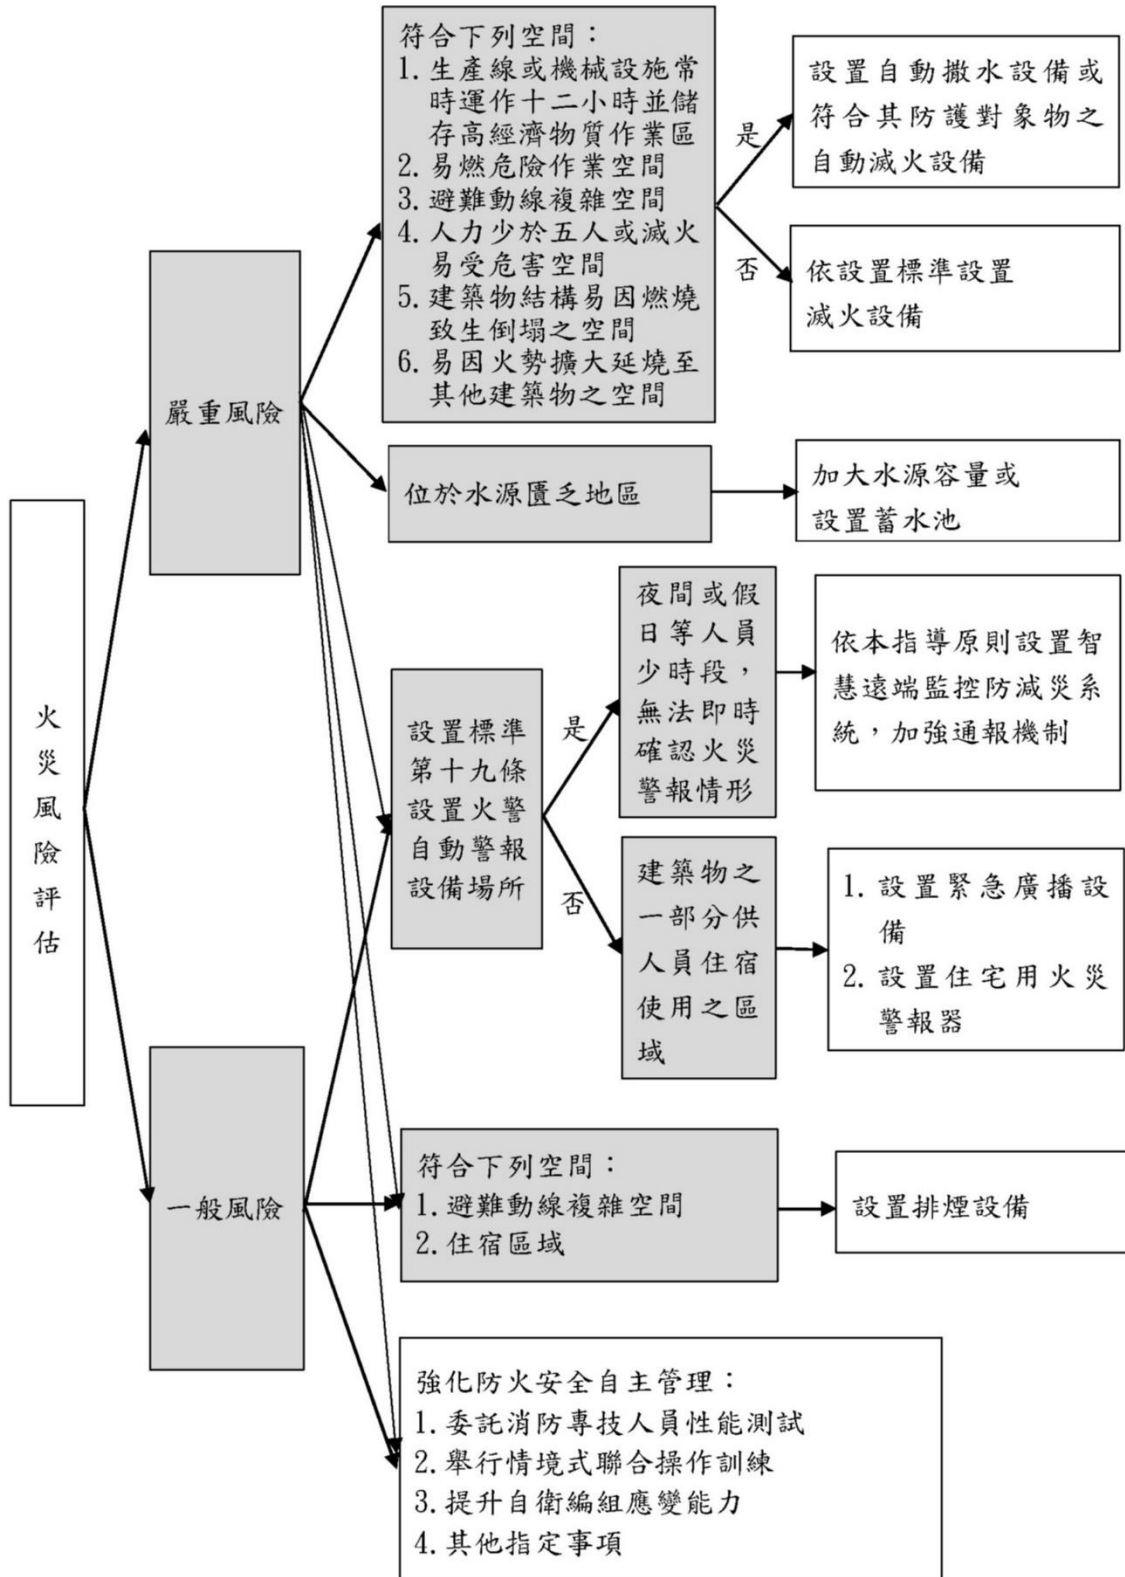 火
災
風
險
評
估
嚴重風險
一般風險
符合下列空間：
1. 生產線或機械設施常
時運作十二小時並儲
存高經濟物質作業區
2. 易燃危險作業空間
3. 避難動線複雜空間
4. 人力少於五人或滅火
易受危害空間
5. 建築物結構易因燃燒
致生倒塌之空間
6. 易因火勢擴大延燒至
其他建築物之空間
是
設置自動撒水設備或
符合其防護對象物之
自動滅火設備
否
依設置標準設置
滅火設備
位於水源匱乏地區
加大水源容量或
設置蓄水池
設置標準
第十九條
設置火警
自動警報
設備場所
是
夜間或假
日等人員
少時段，
無法即時
確認火災
警報情形
依本指導原則設置智
慧遠端監控防減災系
統，加強通報機制
否
建築物之
一部分供
人員住宿
使用之區
域
1. 設置緊急廣播設
備
2. 設置住宅用火災
警報器
符合下列空間：
1. 避難動線複雜空間
2. 住宿區域
設置排煙設備
強化防火安全自主管理：
1. 委託消防專技人員性能測試
2. 舉行情境式聯合操作訓練
3. 提升自衛編組應變能力
4. 其他指定事項